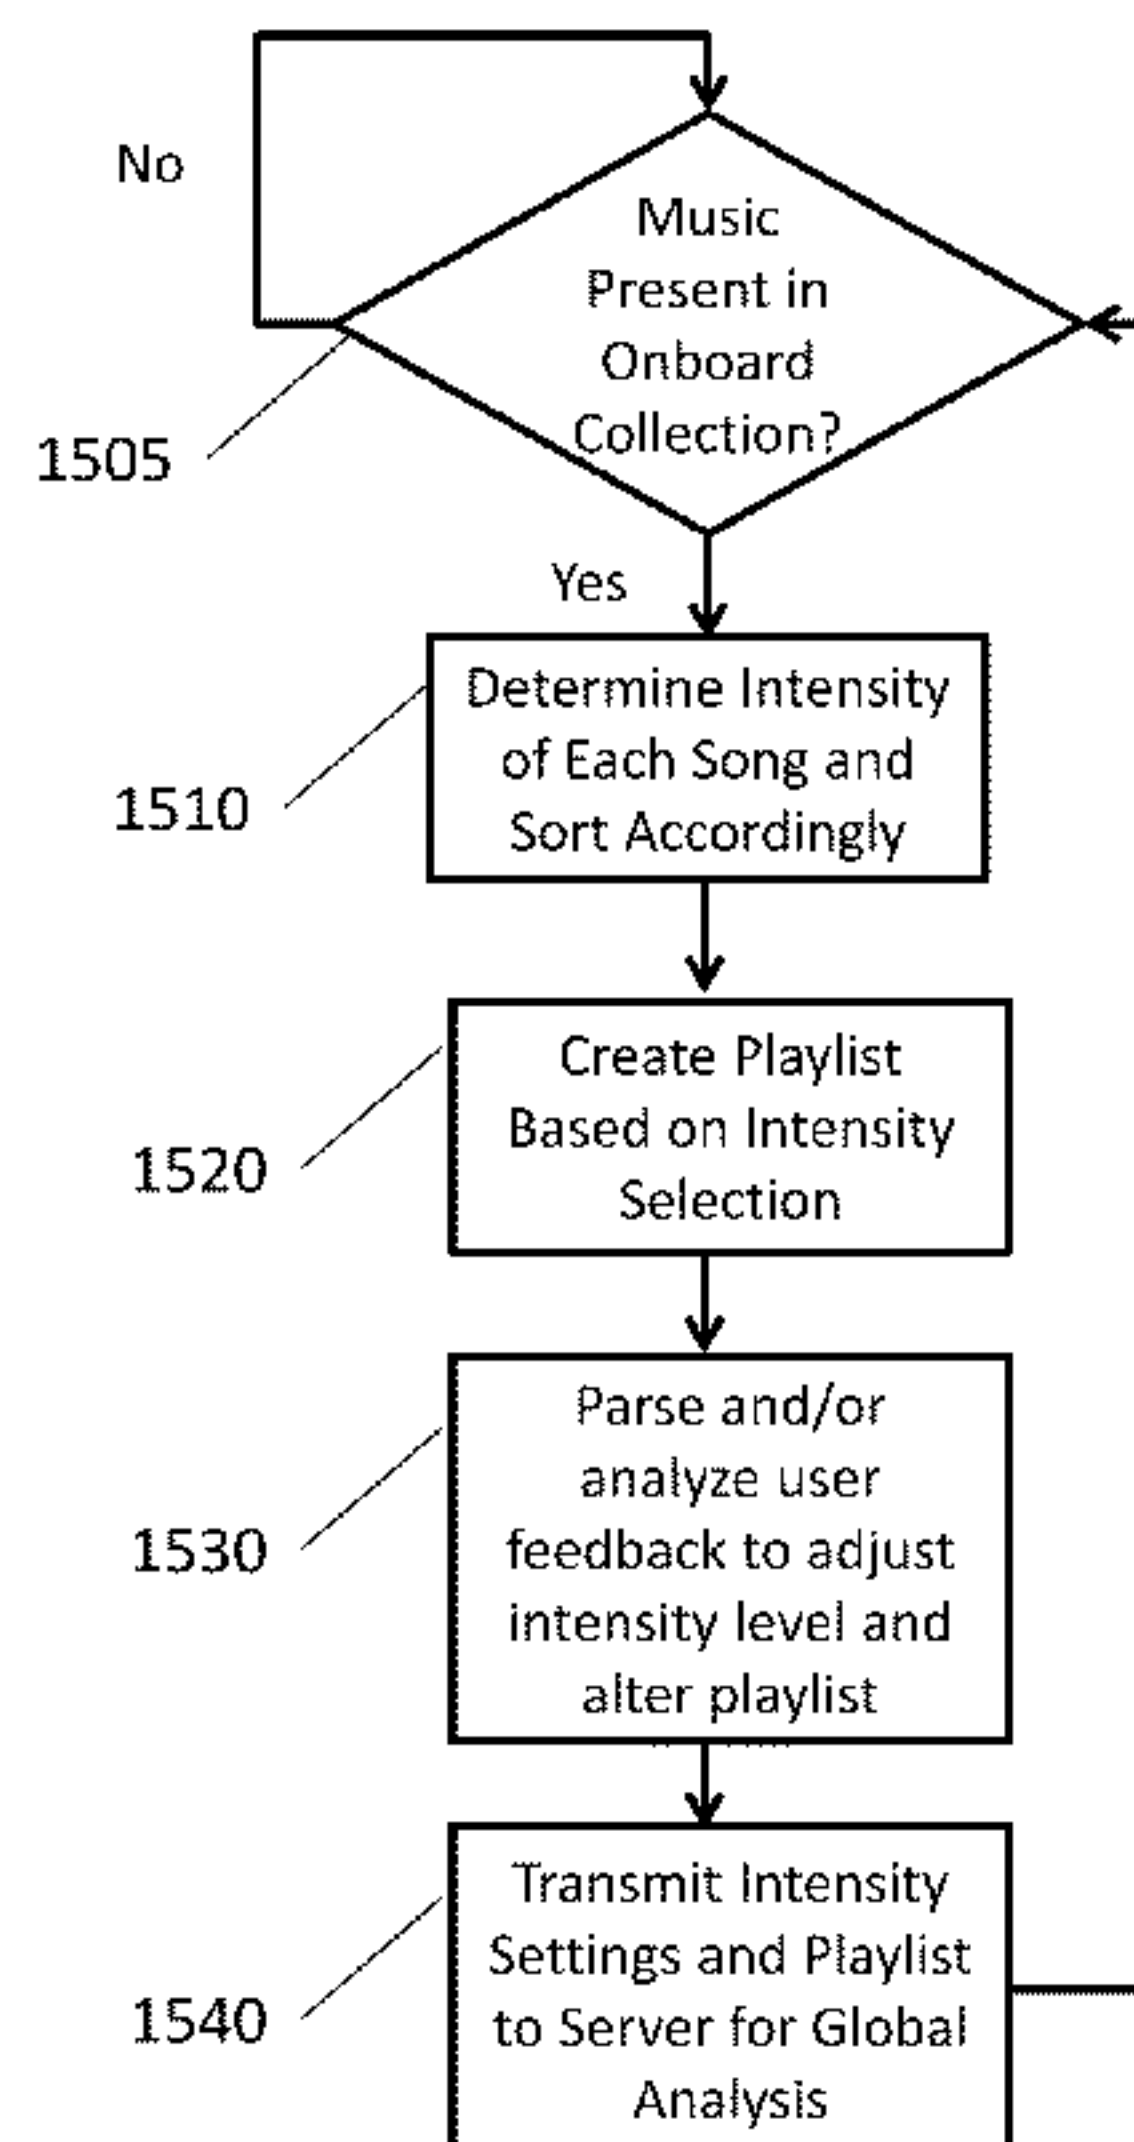 No
Music
Present in
Onboard
Collection?
1505
Yes
Determine Intensity
of Each Song and
Sort Accordingly
1510
Create Playlist
Based on Intensity
Selection
1520
Parse and/or
analyze user
feedback to adjust
intensity level and
alter playlist
1530
Transmit Intensity
Settings and Playlist
to Server for Global
Analysis
1540